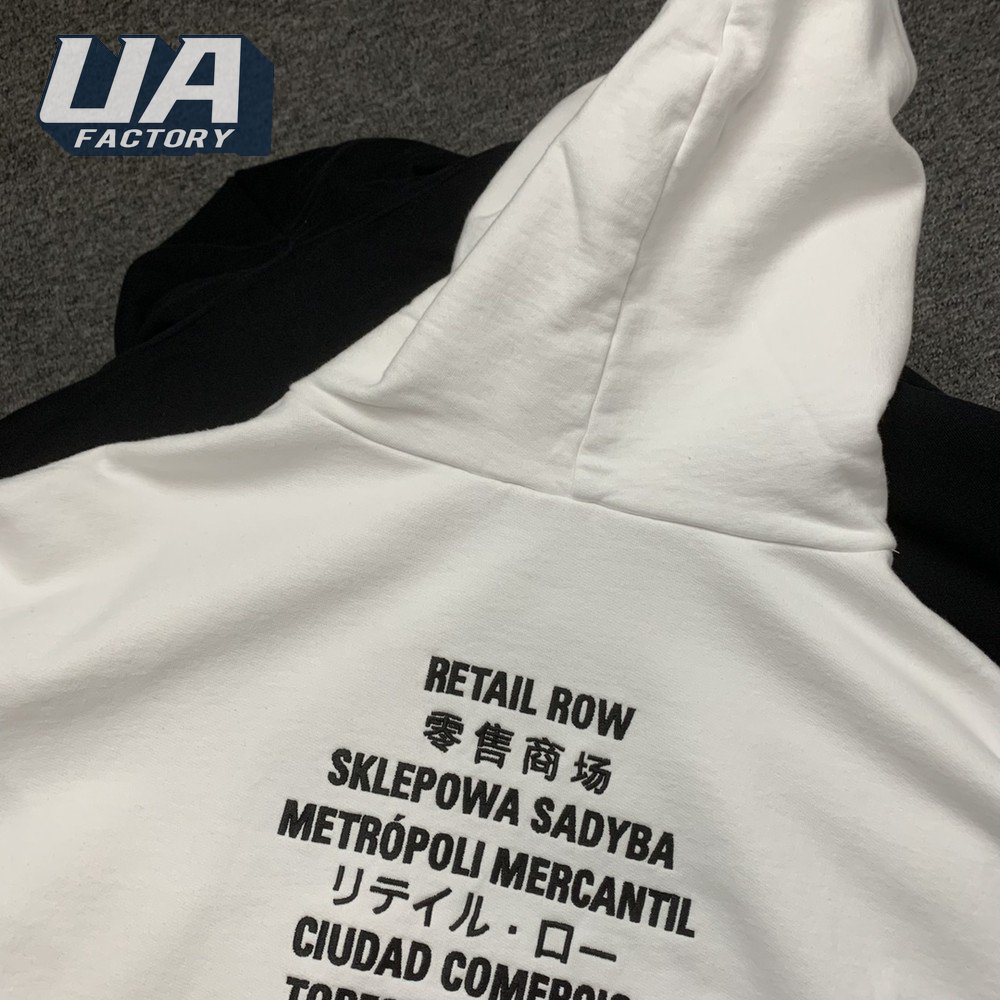 UA
FACTORY
RETAIL ROW
零售商场
SKLEPOWA SADYBA
METRÓPOLI MERCANTIL
リテイル・ロー
CIUDAD